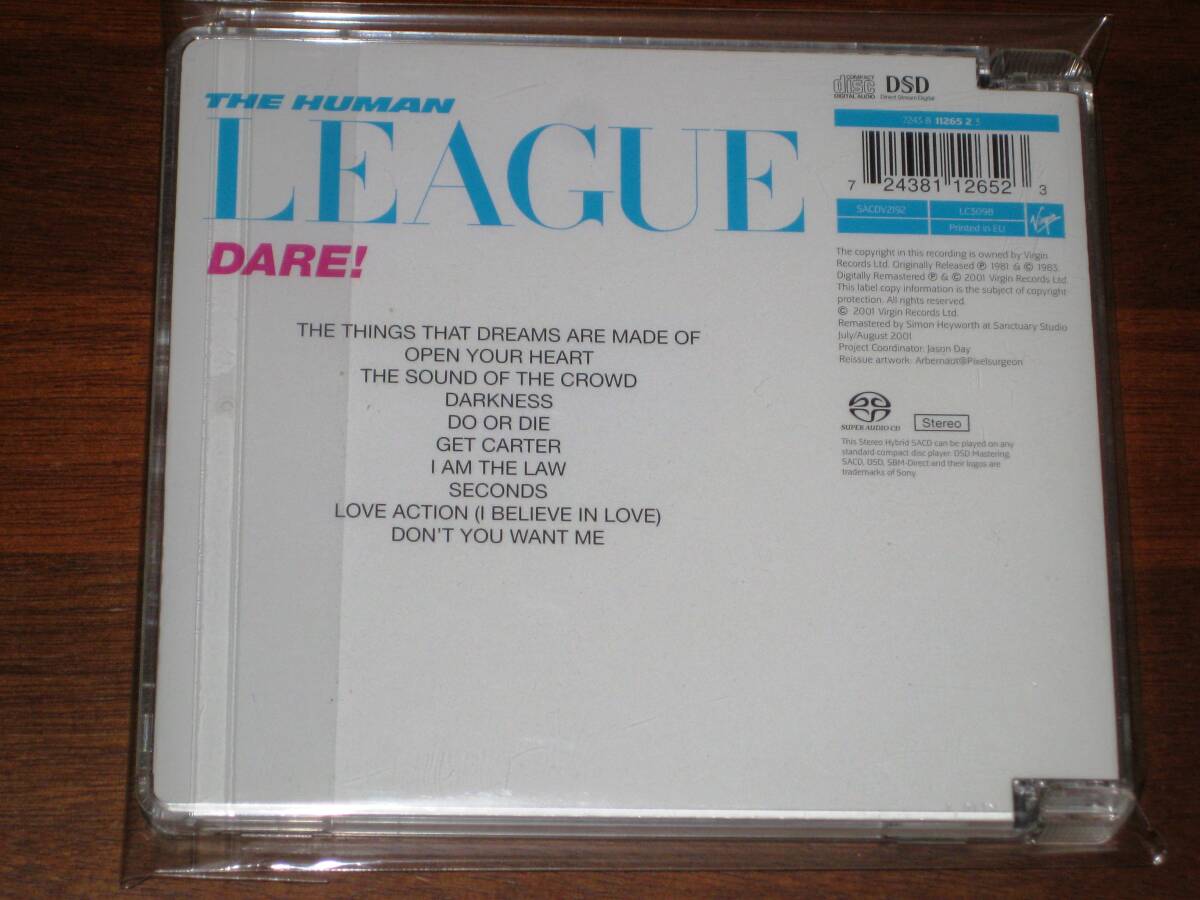 THE HUMAN
LEAGUE
DARE!
THE THINGS THAT DREAMS ARE MADE OF
OPEN YOUR HEART
THE SOUND OF THE CROWD
DARKNESS
DO OR DIE
GET CARTER
I AM THE LAW
SECONDS
LOVE ACTION (I BELIEVE IN LOVE)
DON'T YOU WANT ME
COMPACT
disc
DIGITAL AUDIO
DSD
Direct Stream Digital
7243 8 11265 2 3
7 24381 12652 3
SACDV2192
LC3098
Printed in EU
Virgin
The copyright in this recording is owned by Virgin
Records Ltd. Originally Released ℗ 1981 & © 1983.
Digitally Remastered ℗ & © 2001 Virgin Records Ltd.
This label copy information is the subject of copyright
protection. All rights reserved.
© 2001 Virgin Records Ltd.
Remastered by Simon Heyworth at Sanctuary Studio
July/August 2001
Project Coordinator: Jason Day
Reissue artwork: Arbernaut@Pixelsurgeon
SUPER AUDIO CD
Stereo
This Stereo Hybrid SACD can be played on any
standard compact disc player. DSD Mastering,
SACD, DSD, SBM-Direct and their logos are
trademarks of Sony.